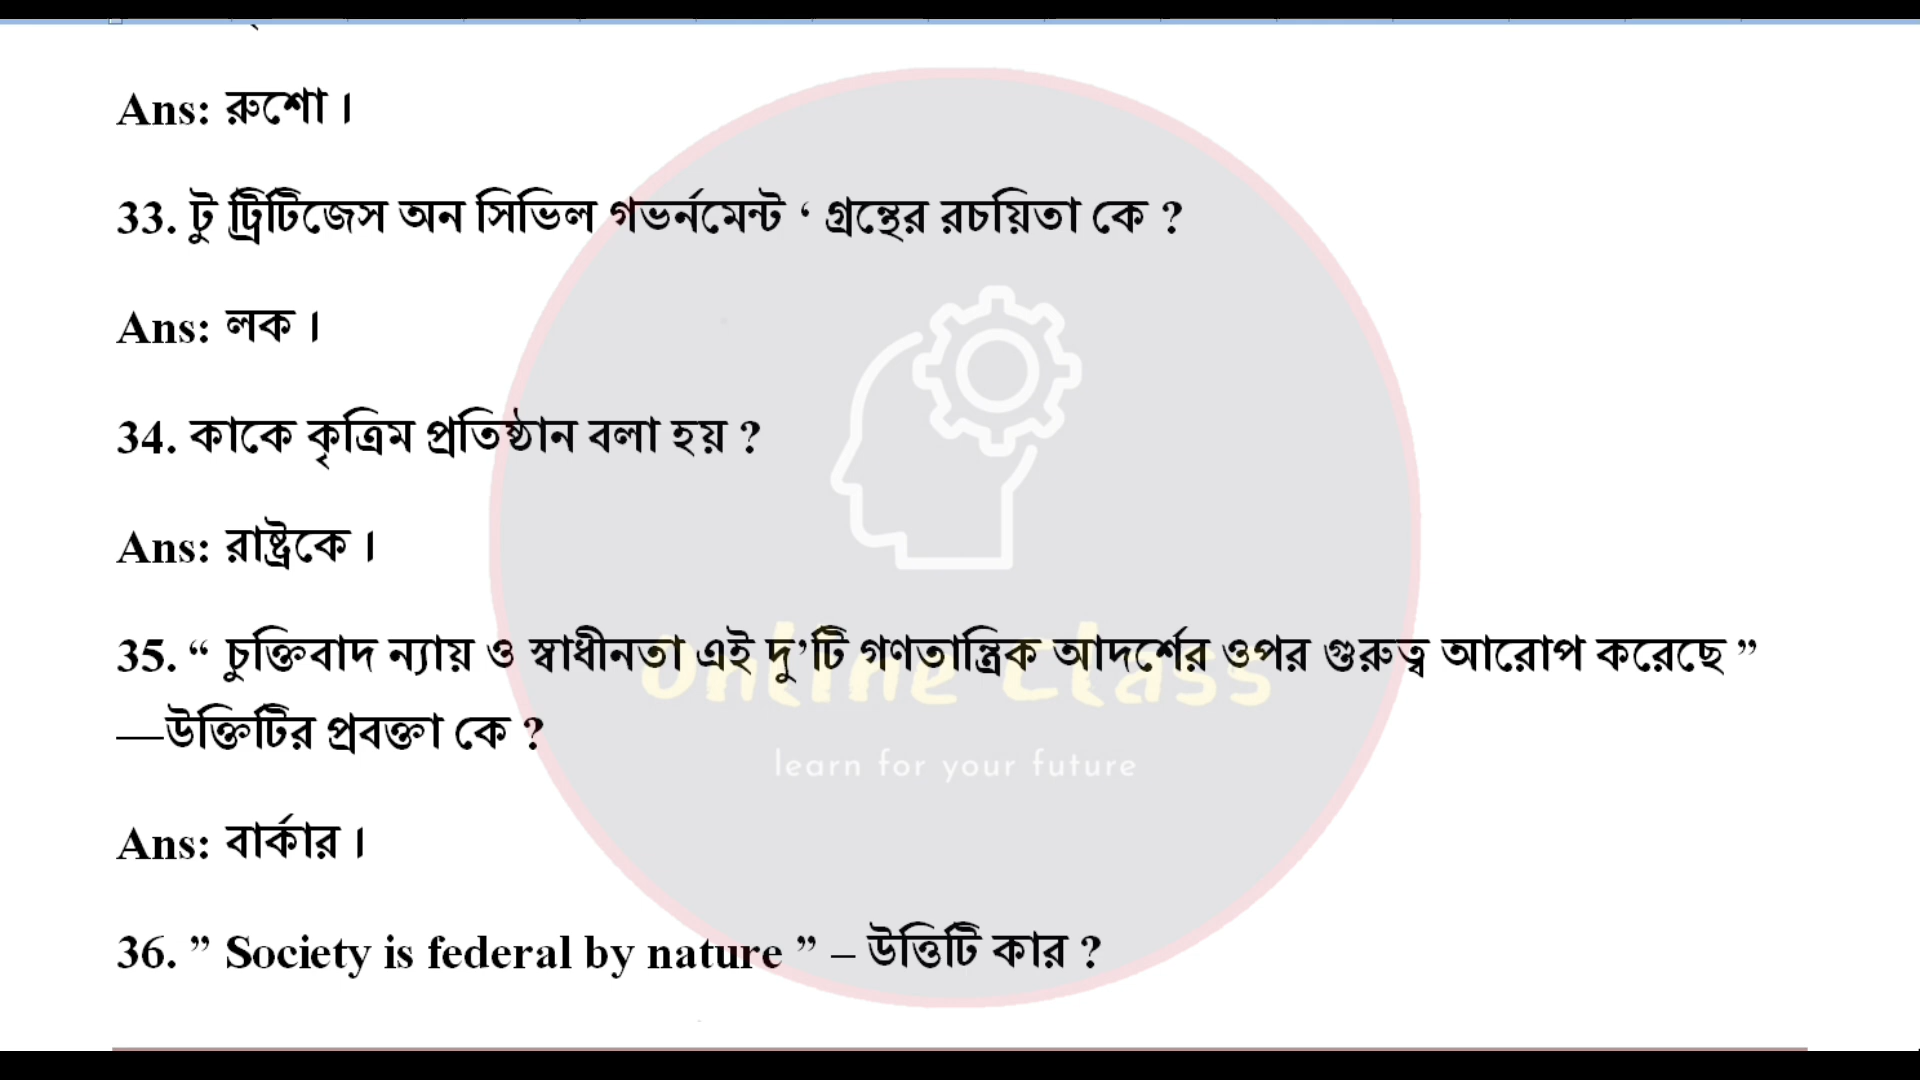 Ans: রুশো।
33. টু ট্রিটিজেস অন সিভিল গভর্নমেন্ট ‘ গ্রন্থের রচয়িতা কে ?
Ans: লক।
34. কাকে কৃত্রিম প্রতিষ্ঠান বলা হয় ?
Ans: রাষ্ট্রকে।
35. “ চুক্তিবাদ ন্যায় ও স্বাধীনতা এই দু’টি গণতান্ত্রিক আদর্শের ওপর গুরুত্ব আরোপ করেছে ”
—উক্তিটির প্রবক্তা কে ?
Online Class
learn for your future
Ans: বার্কার।
36. ” Society is federal by nature ” – উত্তিটি কার ?